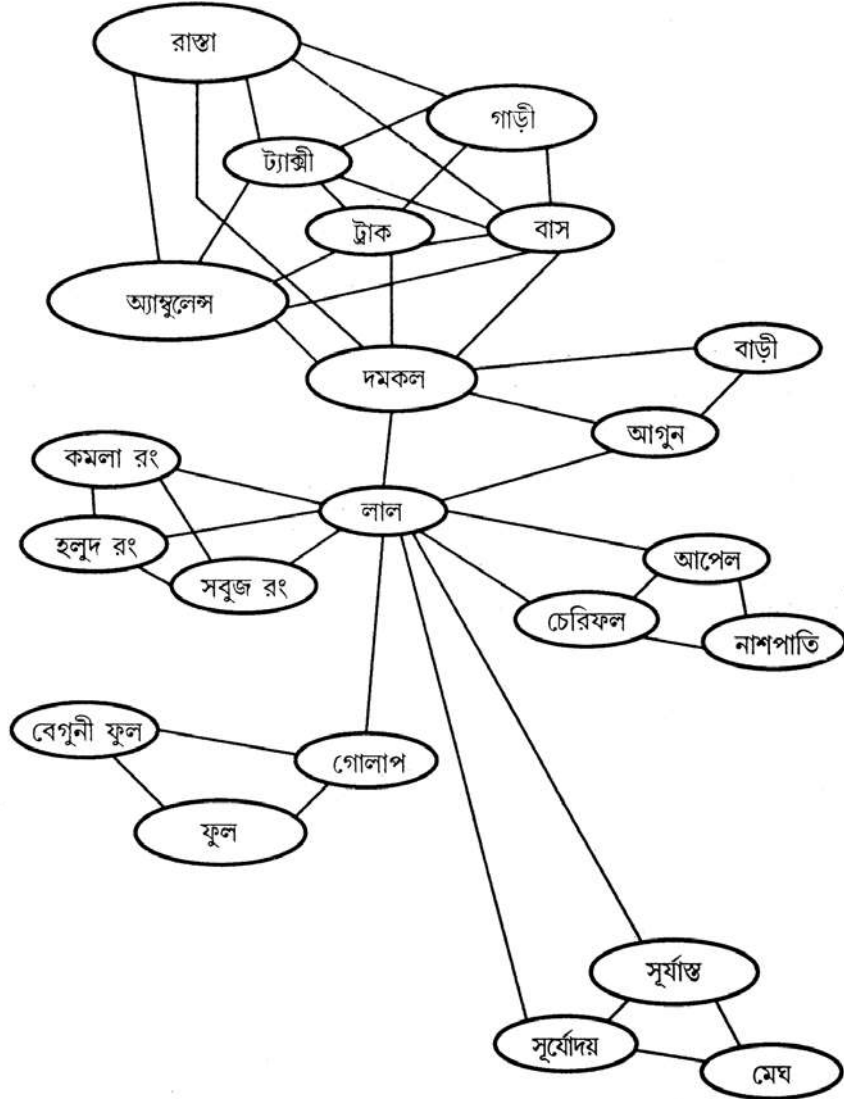 রাস্তা
গাড়ী
ট্যাক্সী
ট্রাক
বাস
অ্যাম্বুলেন্স
দমকল
বাড়ী
আগুন
কমলা রং
লাল
হলুদ রং
সবুজ রং
আপেল
চেরিফল
নাশপাতি
বেগুনী ফুল
গোলাপ
ফুল
সূর্যাস্ত
সূর্যোদয়
মেঘ